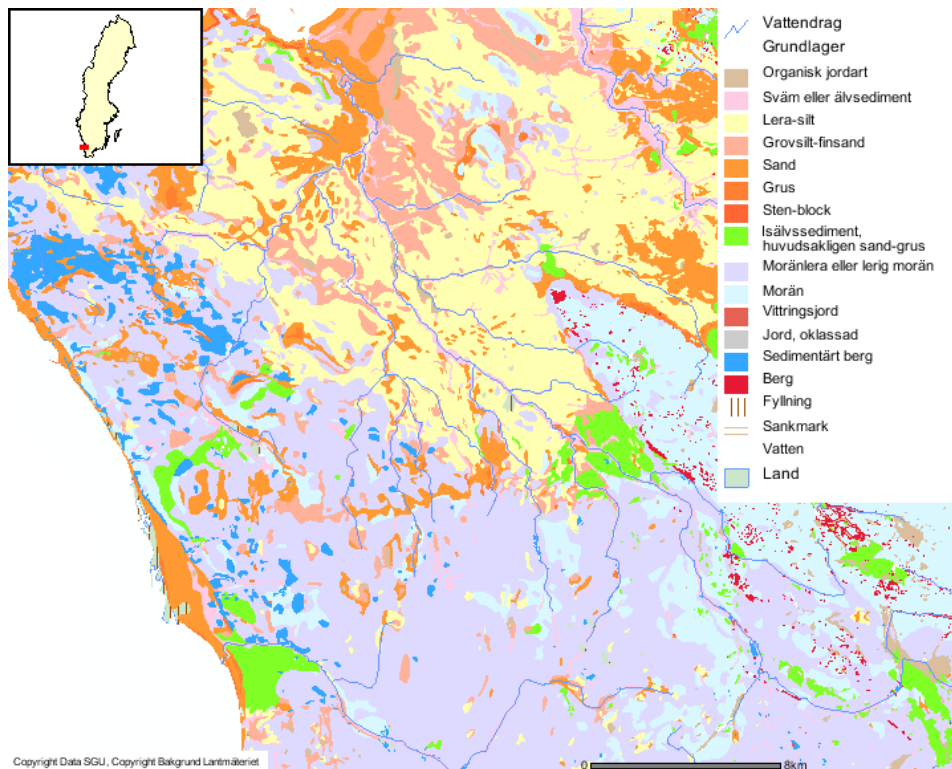 Vattendrag
Grundlager
Organisk jordart
Sväm eller älvsediment
Lera-silt
Grovsilt-finsand
Sand
Grus
Sten-block
Isälvssediment,
huvudsakligen sand-grus
Moränlera eller lerig morän
Morän
Vittringsjord
Jord, oklassad
Sedimentärt berg
Berg
Fyllning
Sankmark
Vatten
Land
Copyright Data SGU, Copyright Bakgrund Lantmäteriet
0 8km